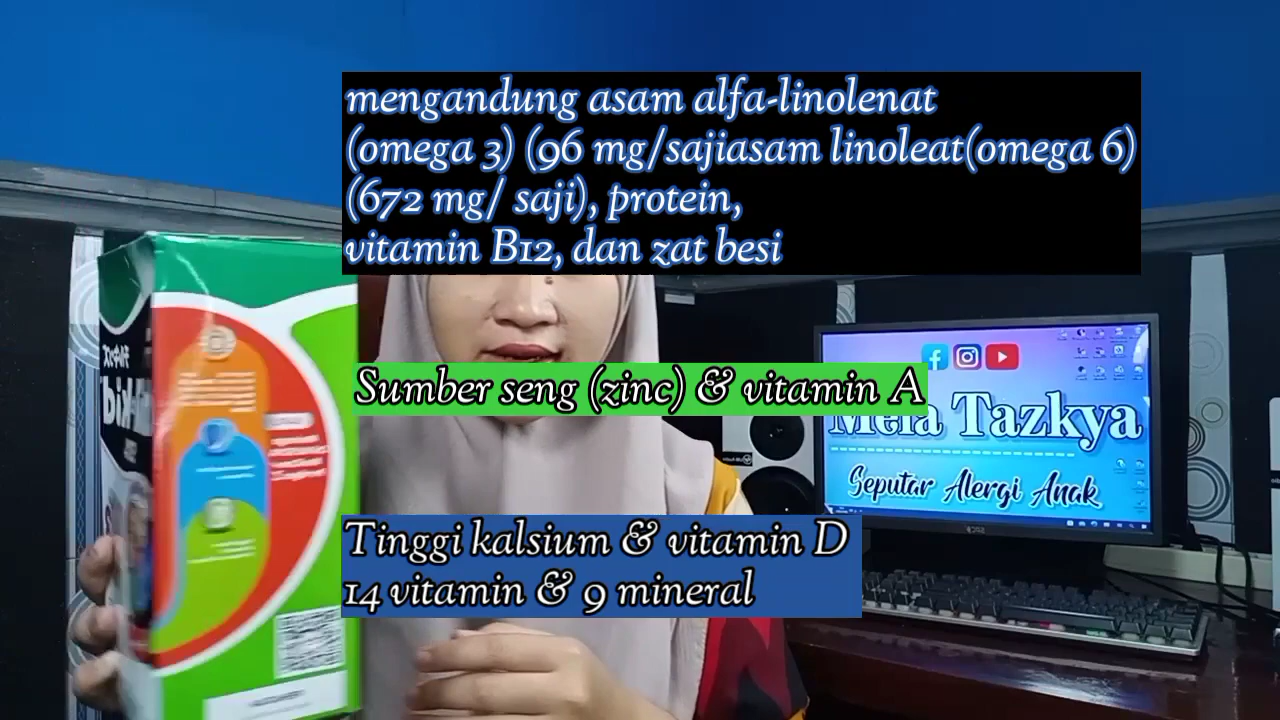 mengandung asam alfa-linolenat
(omega 3) (96 mg/sajiasam linoleat(omega 6)
(672 mg/ saji), protein,
vitamin B12, dan zat besi
Sumber seng (zinc) & vitamin A
Mela Tazkya
Seputar Alergi Anak
Tinggi kalsium & vitamin D
14 vitamin & 9 mineral